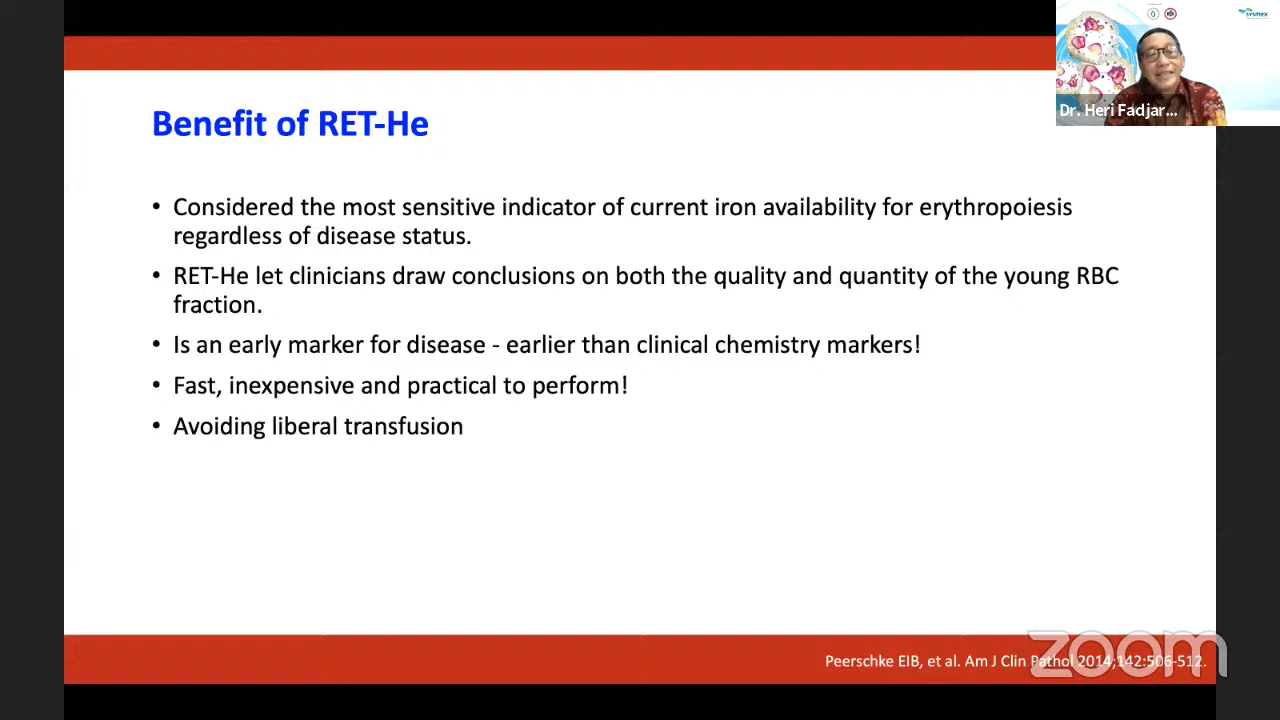 sysmex
Dr. Heri Fadjar...
Benefit of RET-He
• Considered the most sensitive indicator of current iron availability for erythropoiesis
regardless of disease status.
• RET-He let clinicians draw conclusions on both the quality and quantity of the young RBC
fraction.
• Is an early marker for disease - earlier than clinical chemistry markers!
• Fast, inexpensive and practical to perform!
• Avoiding liberal transfusion
zoom
Peerschke EIB, et al. Am J Clin Pathol 2014;142:506-512.